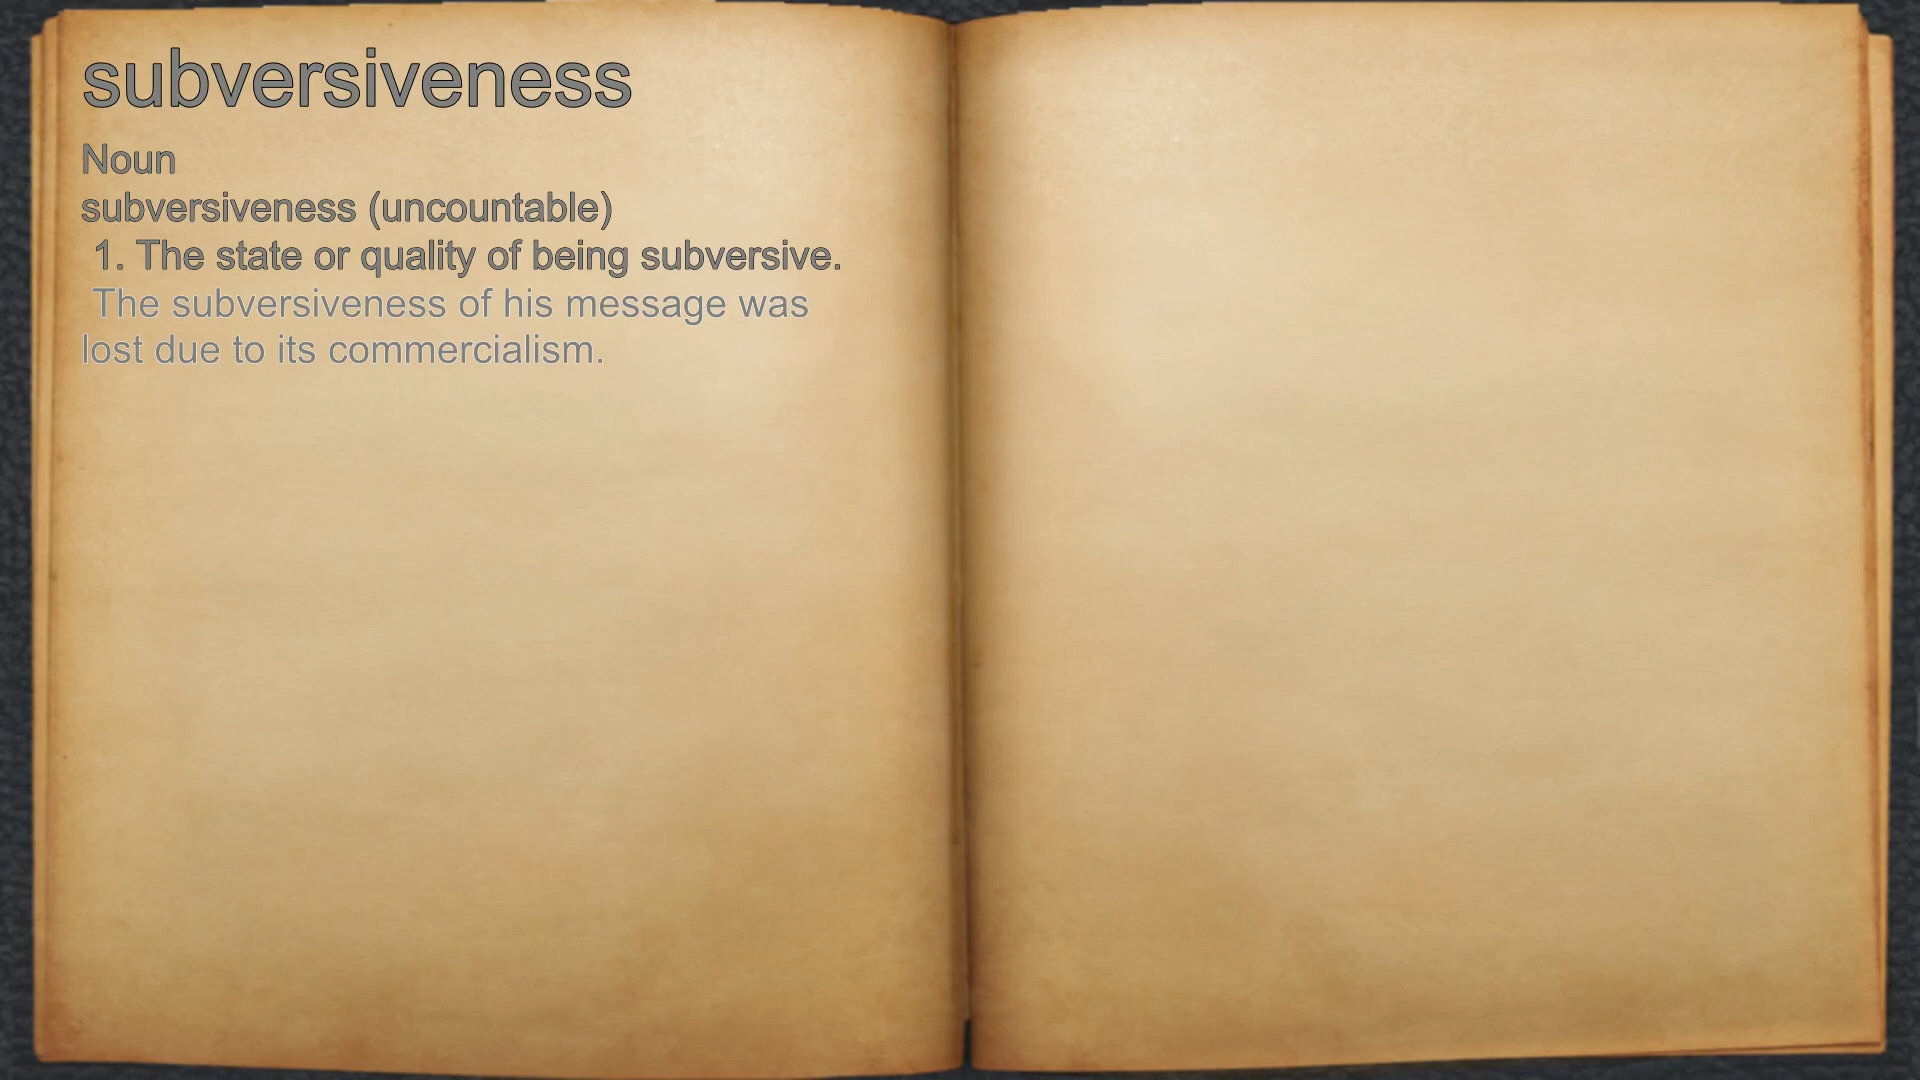 subversiveness
Noun
subversiveness (uncountable)
1. The state or quality of being subversive.
The subversiveness of his message was
lost due to its commercialism.